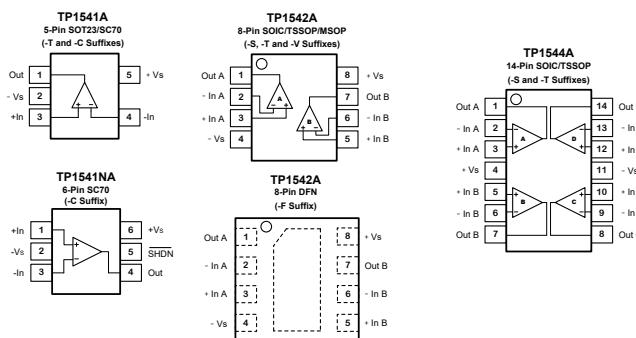 TP1541A
5-Pin SOT23/SC70
(-T and -C Suffixes)
Out 1 5 + Vs
- Vs 2
+In 3 4 -In
TP1542A
8-Pin SOIC/TSSOP/MSOP
(-S, -T and -V Suffixes)
Out A 1 8 + Vs
- In A 2 A 7 Out B
+ In A 3 B 6 - In B
- Vs 4 5 + In B
TP1544A
14-Pin SOIC/TSSOP
(-S and -T Suffixes)
Out A 1 14 Out
- In A 2 A D 13 - In
+ In A 3 12 + In
+ Vs 4 11 - Vs
+ In B 5 B C 10 + In
- In B 6 9 - In
Out B 7 8 Out
TP1541NA
6-Pin SC70
(-C Suffix)
+In 1 6 +Vs
-Vs 2 5 SHDN
-In 3 4 Out
TP1542A
8-Pin DFN
(-F Suffix)
Out A 1 8 + Vs
- In A 2 7 Out B
+ In A 3 6 - In B
- Vs 4 5 + In B